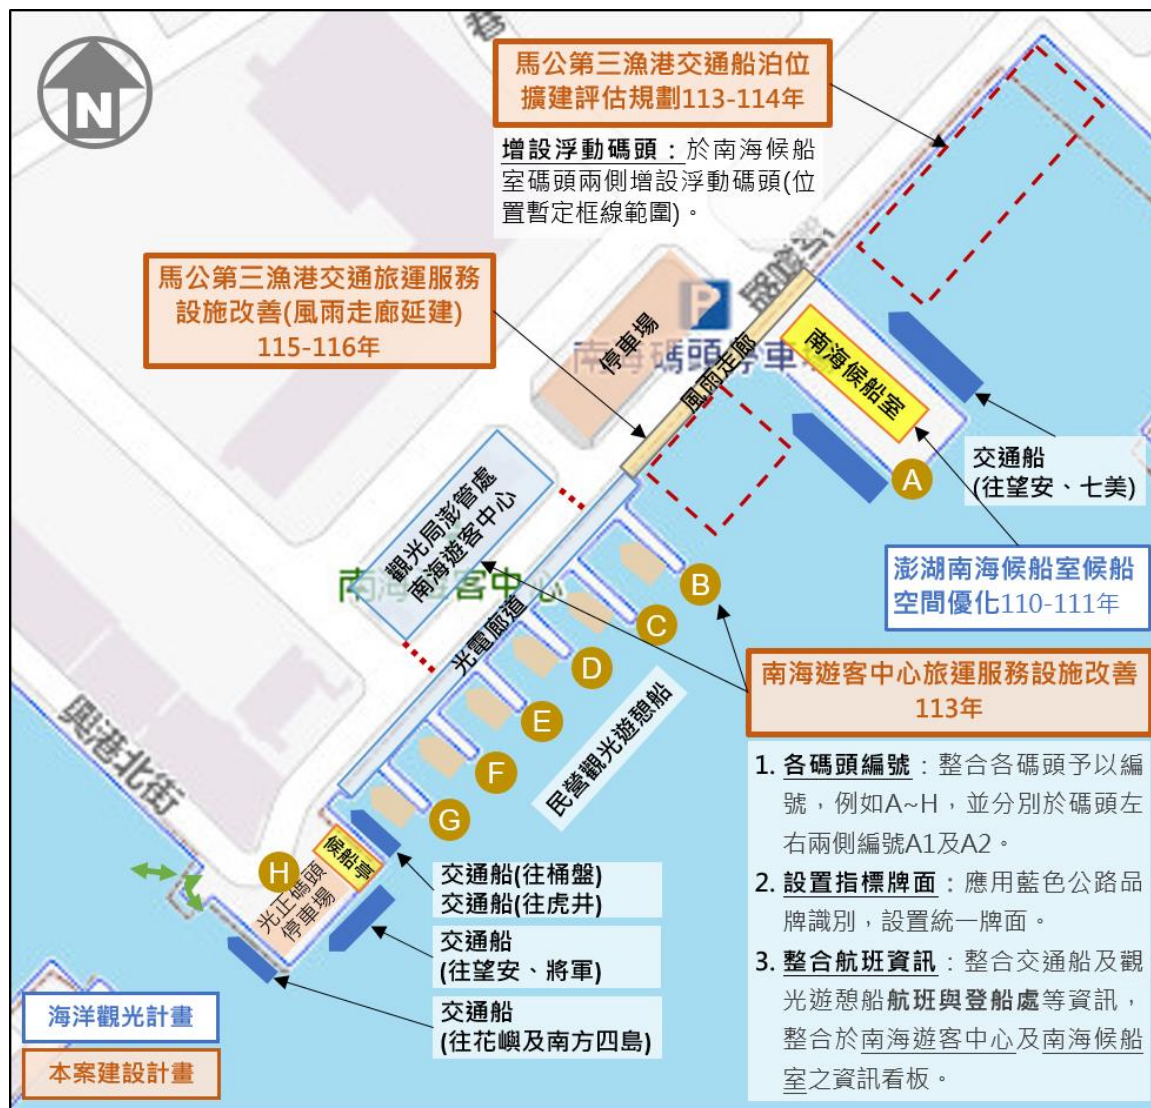 N
馬公第三漁港交通船泊位
擴建評估規劃113-114年
增設浮動碼頭：於南海候船
室碼頭兩側增設浮動碼頭(位
置暫定框線範圍)。
馬公第三漁港交通旅運服務
設施改善(風雨走廊延建)
115-116年
P
停車場
南海碼頭停車場
風雨走廊
南海候船室
A
交通船
(往望安、七美)
澎湖南海候船室候船
空間優化110-111年
觀光局澎管處
南海遊客中心
南海遊客中心
光電廊道
B
C
D
E
F
G
H
民營觀光遊憩船
南海遊客中心旅運服務設施改善
113年
1. 各碼頭編號：整合各碼頭予以編
號，例如A~H，並分別於碼頭左
右兩側編號A1及A2。
2. 設置指標牌面：應用藍色公路品
牌識別，設置統一牌面。
3. 整合航班資訊：整合交通船及觀
光遊憩船航班與登船處等資訊，
整合於南海遊客中心及南海候船
室之資訊看板。
興港北街
候船亭
光正碼頭
停車場
交通船(往桶盤)
交通船(往虎井)
交通船
(往望安、將軍)
交通船
(往花嶼及南方四島)
海洋觀光計畫
本案建設計畫